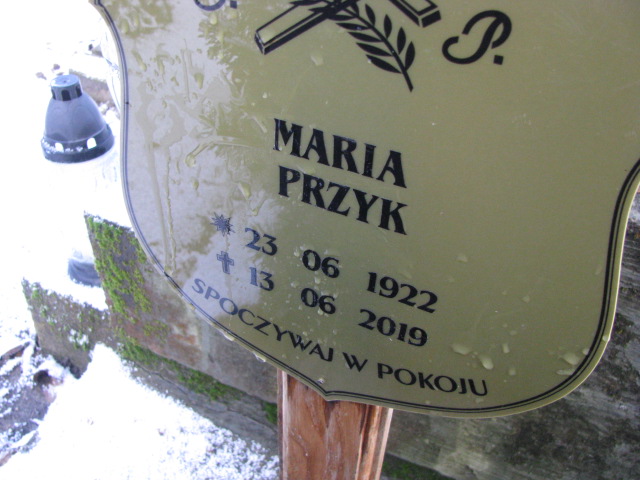 Ś. P.
MARIA
PRZYK
23 06 1922
13 06 2019
SPOCZYWAJ W POKOJU